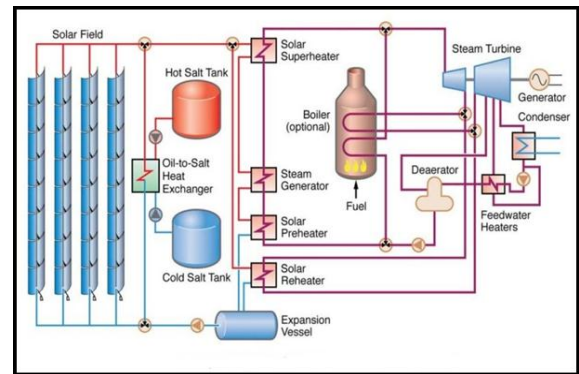 Solar Field
Hot Salt Tank
Oil-to-Salt
Heat
Exchanger
Cold Salt Tank
Solar
Superheater
Boiler
(optional)
Fuel
Steam
Generator
Solar
Preheater
Solar
Reheater
Expansion
Vessel
Steam Turbine
Generator
Condenser
Deaerator
Feedwater
Heaters